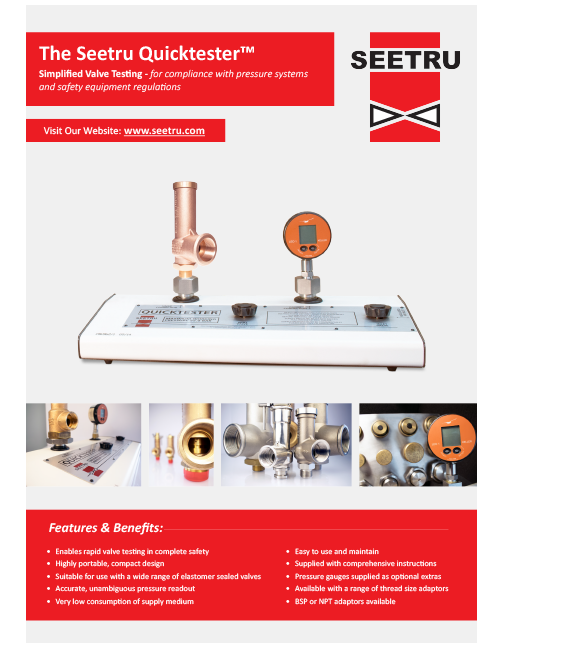 The Seetru Quicktester™
Simplified Valve Testing - for compliance with pressure systems
and safety equipment regulations
SEETRU
Visit Our Website: www.seetru.com
QUICKTESTER
QUICKTESTER
Features & Benefits:
• Enables rapid valve testing in complete safety
• Highly portable, compact design
• Suitable for use with a wide range of elastomer sealed valves
• Accurate, unambiguous pressure readout
• Very low consumption of supply medium
• Easy to use and maintain
• Supplied with comprehensive instructions
• Pressure gauges supplied as optional extras
• Available with a range of thread size adaptors
• BSP or NPT adaptors available